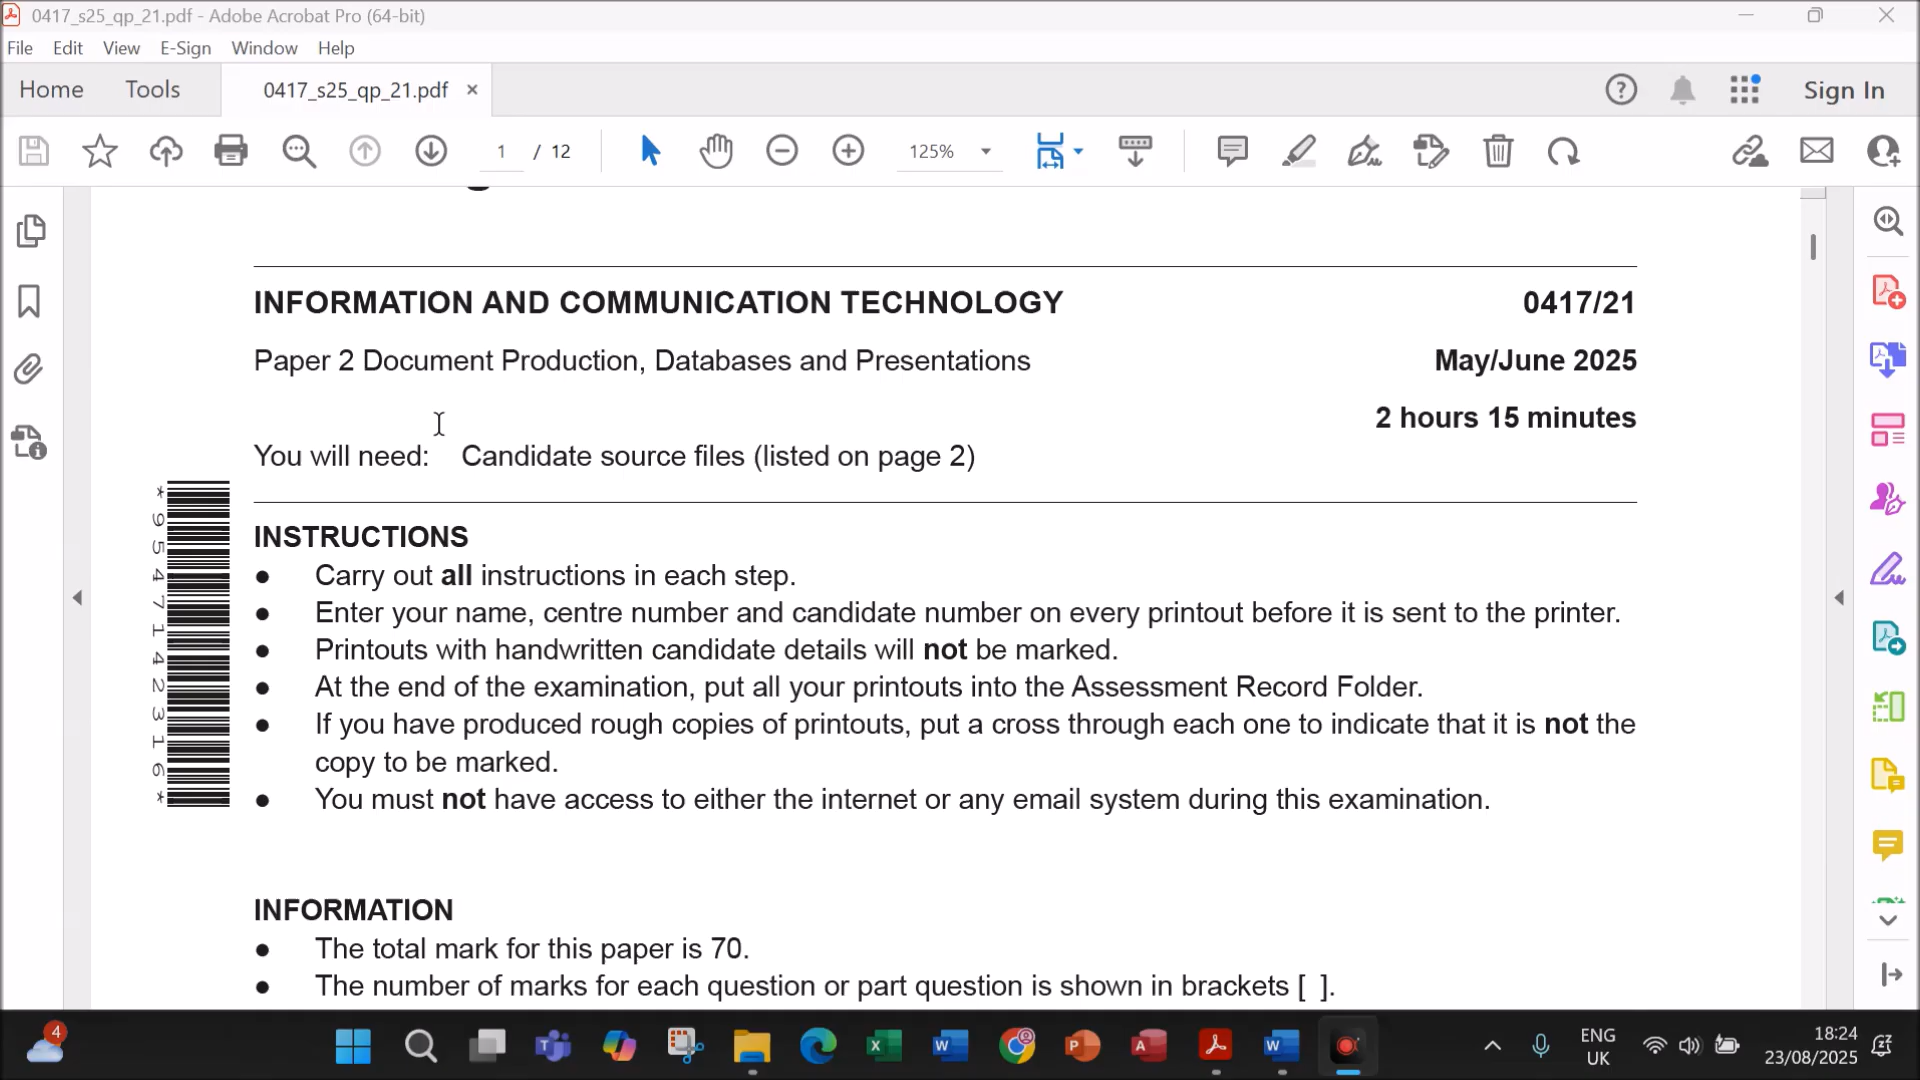 0417_s25_qp_21.pdf - Adobe Acrobat Pro (64-bit)
File Edit View E-Sign Window Help
Home Tools 0417_s25_qp_21.pdf × Sign In
1 / 12 125%
INFORMATION AND COMMUNICATION TECHNOLOGY 0417/21
Paper 2 Document Production, Databases and Presentations May/June 2025
2 hours 15 minutes
You will need: Candidate source files (listed on page 2)
*9547142316*
INSTRUCTIONS
● Carry out all instructions in each step.
● Enter your name, centre number and candidate number on every printout before it is sent to the printer.
● Printouts with handwritten candidate details will not be marked.
● At the end of the examination, put all your printouts into the Assessment Record Folder.
● If you have produced rough copies of printouts, put a cross through each one to indicate that it is not the
copy to be marked.
● You must not have access to either the internet or any email system during this examination.
INFORMATION
● The total mark for this paper is 70.
● The number of marks for each question or part question is shown in brackets [ ].
4
ENG
UK
18:24
23/08/2025